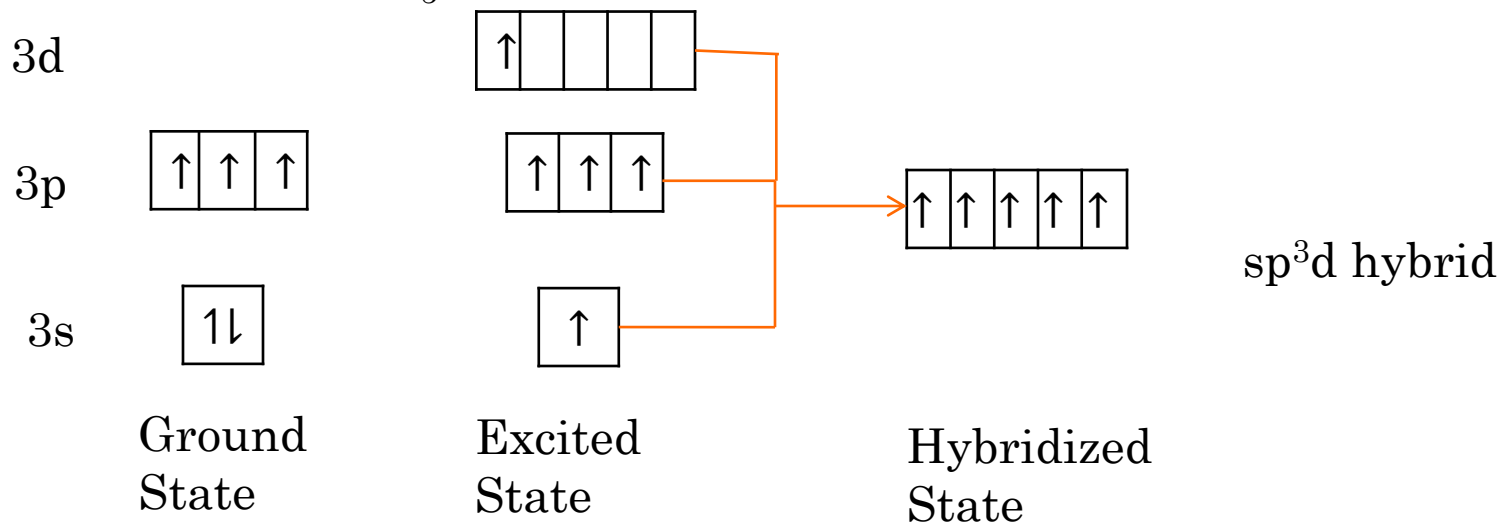 3d ↑
3p ↑ ↑ ↑ ↑ ↑ ↑ ↑ ↑ ↑ ↑ ↑
sp³d hybrid
3s ↿⇂ ↑
Ground State
Excited State
Hybridized State